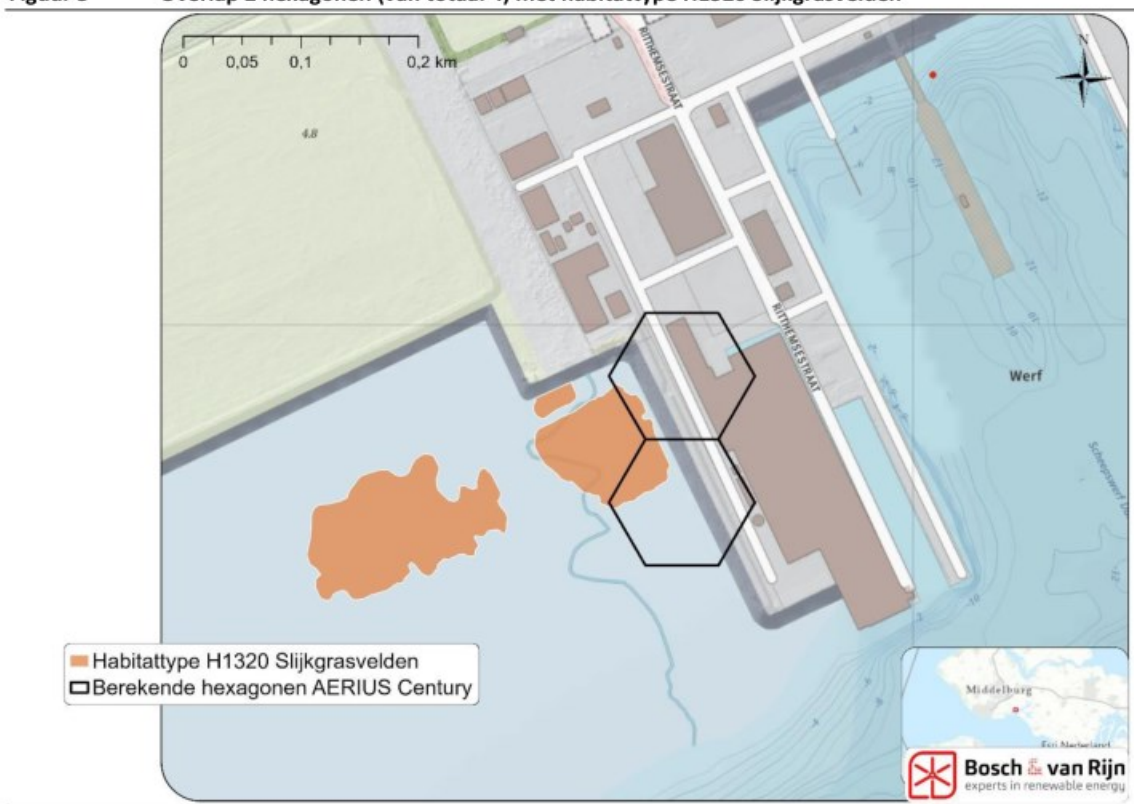 Overlap 2 hexagonen (van totaal 4) met habitattype H1320 Slijkgrasvelden
0 0,05 0,1 0,2 km
N
4.8
RITTHEMSESTRAAT
RITTHEMSESTRAAT
Werf
Habitattype H1320 Slijkgrasvelden
Berekende hexagonen AERIUS Century
Middelburg
Esri Nederland
Bosch & van Rijn
experts in renewable energy